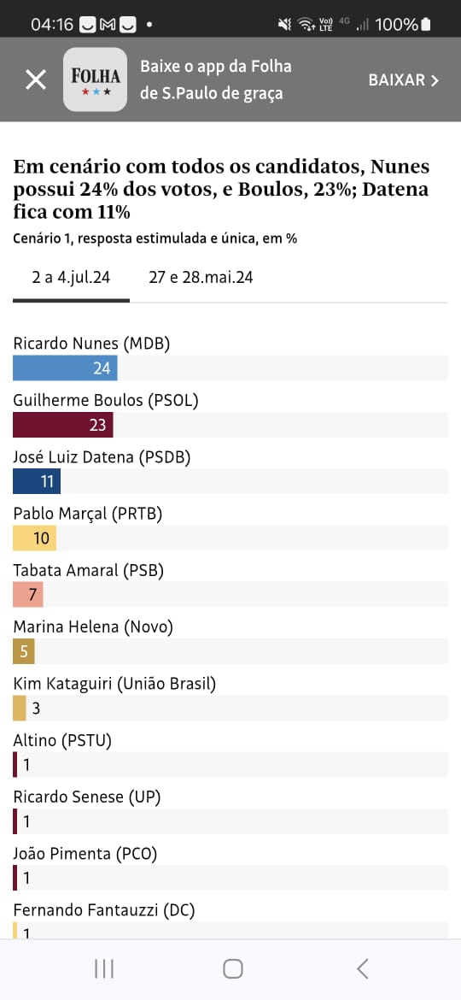 04:16
Voo)
LTE
4G
100%
FOLHA
Baixe o app da Folha
de S.Paulo de graça
BAIXAR
Em cenário com todos os candidatos, Nunes
possui 24% dos votos, e Boulos, 23%; Datena
fica com 11%
Cenário 1, resposta estimulada e única, em %
2 a 4.jul.24 27 e 28.mai.24
Ricardo Nunes (MDB)
24
Guilherme Boulos (PSOL)
23
José Luiz Datena (PSDB)
11
Pablo Marçal (PRTB)
10
Tabata Amaral (PSB)
7
Marina Helena (Novo)
5
Kim Kataguiri (União Brasil)
3
Altino (PSTU)
1
Ricardo Senese (UP)
1
João Pimenta (PCO)
1
Fernando Fantauzzi (DC)
1